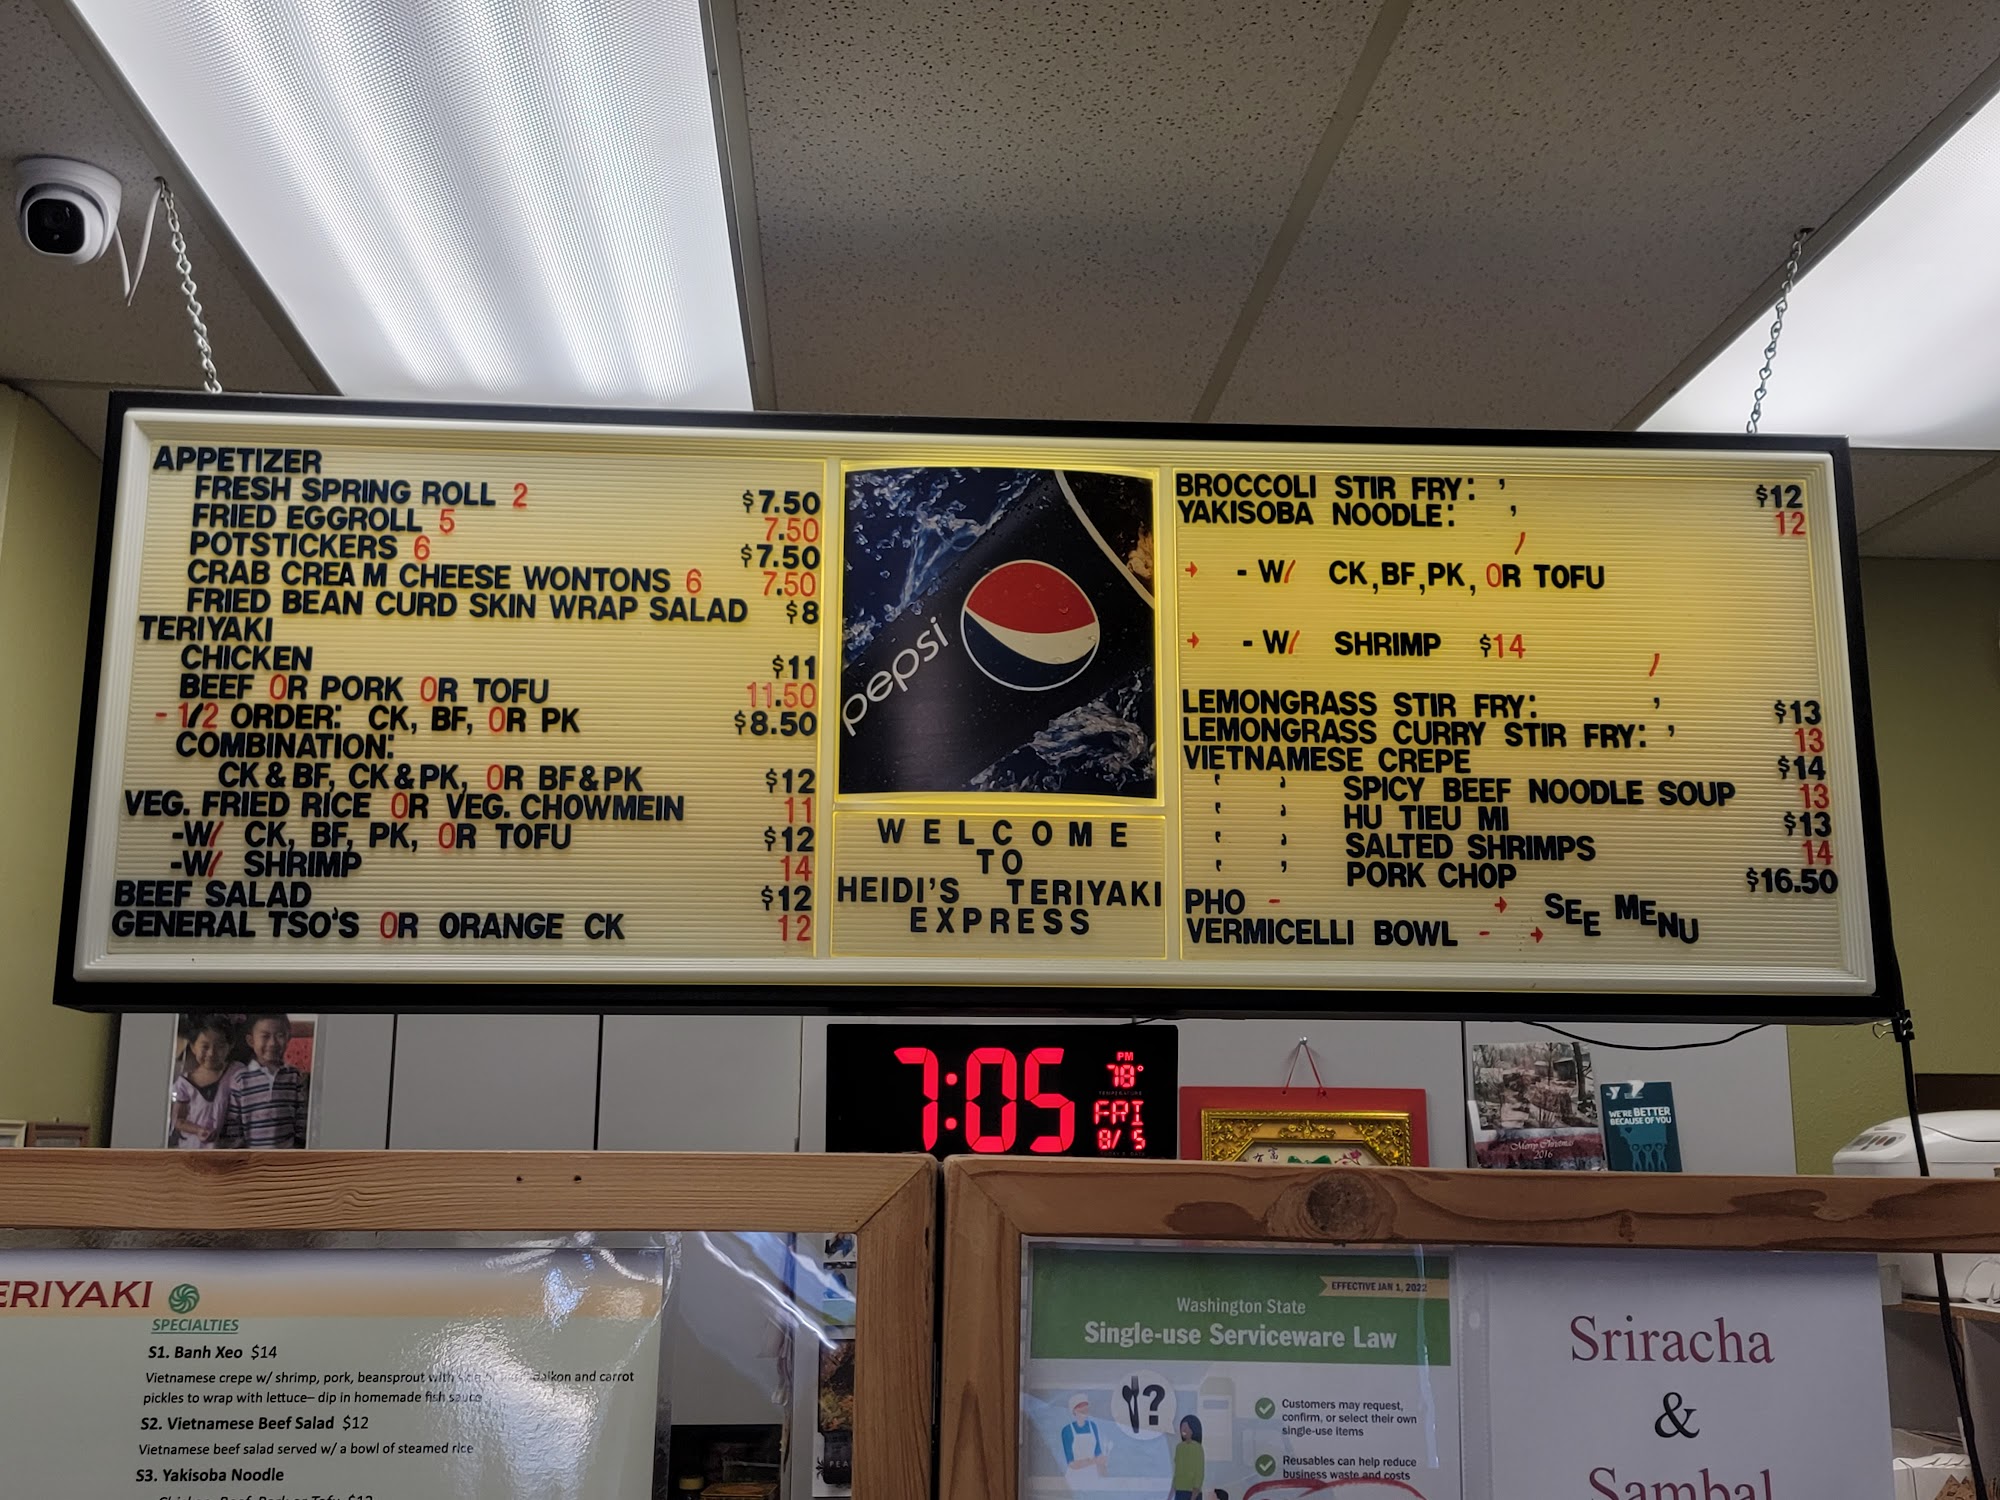 APPETIZER
FRESH SPRING ROLL 2 $7.50
FRIED EGGROLL 5 7.50
POTSTICKERS 6 $7.50
CRAB CREAM CHEESE WONTONS 6 7.50
FRIED BEAN CURD SKIN WRAP SALAD $8
TERIYAKI
CHICKEN $11
BEEF OR PORK OR TOFU 11.50
- 1/2 ORDER: CK, BF, OR PK $8.50
COMBINATION:
CK & BF, CK & PK, OR BF & PK $12
VEG. FRIED RICE OR VEG. CHOWMEIN 11
-W/ CK, BF, PK, OR TOFU $12
-W/ SHRIMP 14
BEEF SALAD $12
GENERAL TSO'S OR ORANGE CK 12
pepsi
WELCOME
TO
HEIDI'S TERIYAKI
EXPRESS
BROCCOLI STIR FRY: ' $12
YAKISOBA NOODLE: ' 12
- W/ CK, BF, PK, OR TOFU
- W/ SHRIMP $14
LEMONGRASS STIR FRY: ' $13
LEMONGRASS CURRY STIR FRY: ' 13
VIETNAMESE CREPE $14
' ' SPICY BEEF NOODLE SOUP 13
' ' HU TIEU MI $13
' ' SALTED SHRIMPS 14
' ' PORK CHOP $16.50
PHO - → SEE MENU
VERMICELLI BOWL - →
7:05
PM
78°
FRI
8/ 5
Merry Christmas
2016
WE'RE BETTER
BECAUSE OF YOU
ERIYAKI
SPECIALTIES
S1. Banh Xeo $14
Vietnamese crepe w/ shrimp, pork, beansprout with daikon and carrot
pickles to wrap with lettuce– dip in homemade fish sauce
S2. Vietnamese Beef Salad $12
Vietnamese beef salad served w/ a bowl of steamed rice
S3. Yakisoba Noodle
EFFECTIVE JAN 1, 2022
Washington State
Single-use Serviceware Law
?
Customers may request,
confirm, or select their own
single-use items
Reusables can help reduce
business waste and costs
Sriracha
&
Sambal